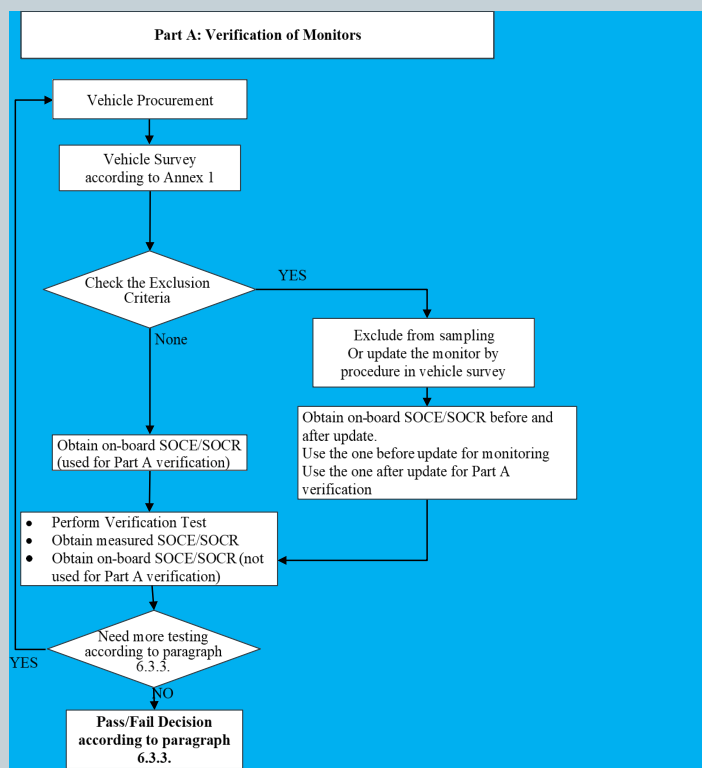 Part A: Verification of Monitors
Vehicle Procurement
Vehicle Survey
according to Annex 1
Check the Exclusion
Criteria
YES
None
Exclude from sampling
Or update the monitor by
procedure in vehicle survey
Obtain on-board SOCE/SOCR before and
after update.
Use the one before update for monitoring
Use the one after update for Part A
verification
Obtain on-board SOCE/SOCR
(used for Part A verification)
● Perform Verification Test
● Obtain measured SOCE/SOCR
● Obtain on-board SOCE/SOCR (not
used for Part A verification)
Need more testing
according to paragraph
6.3.3.
YES
NO
Pass/Fail Decision
according to paragraph
6.3.3.